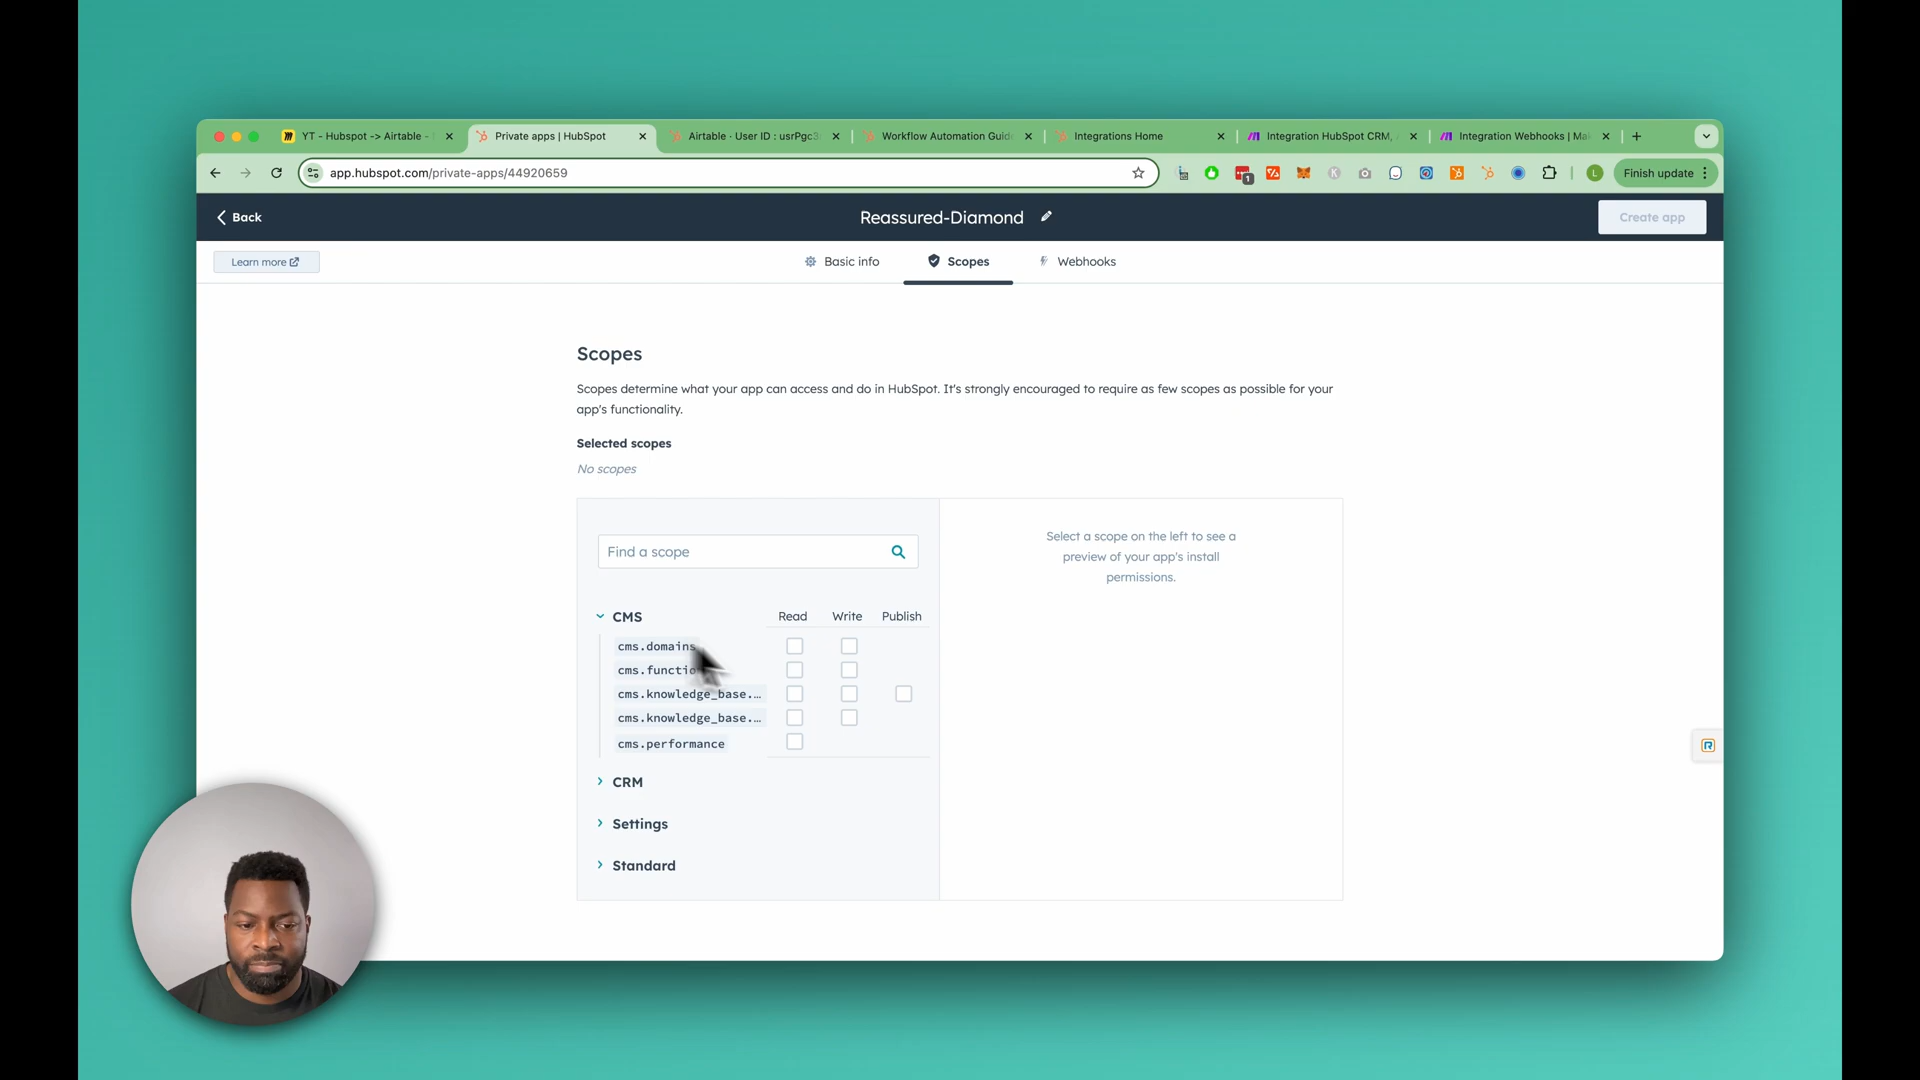 YT - Hubspot -> Airtable -
Private apps | HubSpot
Airtable · User ID : usrPgc3
Workflow Automation Guide
Integrations Home
Integration HubSpot CRM,
Integration Webhooks | Ma
app.hubspot.com/private-apps/44920659
1
K
L
Finish update
Back
Reassured-Diamond
Create app
Learn more
Basic info
Scopes
Webhooks
Scopes
Scopes determine what your app can access and do in HubSpot. It's strongly encouraged to require as few scopes as possible for your
app's functionality.
Selected scopes
No scopes
Find a scope
Select a scope on the left to see a
preview of your app's install
permissions.
CMS
Read
Write
Publish
cms.domains
cms.functio
cms.knowledge_base.…
cms.knowledge_base.…
cms.performance
CRM
Settings
Standard